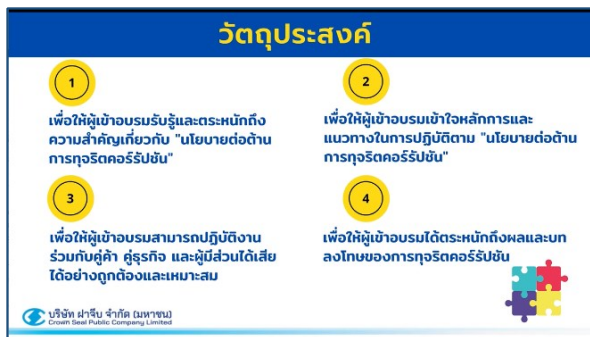 วัตถุประสงค์
1
เพื่อให้ผู้เข้าอบรมรับรู้และตระหนักถึง
ความสำคัญเกี่ยวกับ "นโยบายต่อต้าน
การทุจริตคอร์รัปชัน"
2
เพื่อให้ผู้เข้าอบรมเข้าใจหลักการและ
แนวทางในการปฏิบัติตาม "นโยบายต่อต้าน
การทุจริตคอร์รัปชัน"
3
เพื่อให้ผู้เข้าอบรมสามารถปฏิบัติงาน
ร่วมกับคู่ค้า คู่ธุรกิจ และผู้มีส่วนได้เสีย
ได้อย่างถูกต้องและเหมาะสม
4
เพื่อให้ผู้เข้าอบรมได้ตระหนักถึงผลและบท
ลงโทษของการทุจริตคอร์รัปชัน
บริษัท ฝาจีบ จำกัด (มหาชน)
Crown Seal Public Company Limited